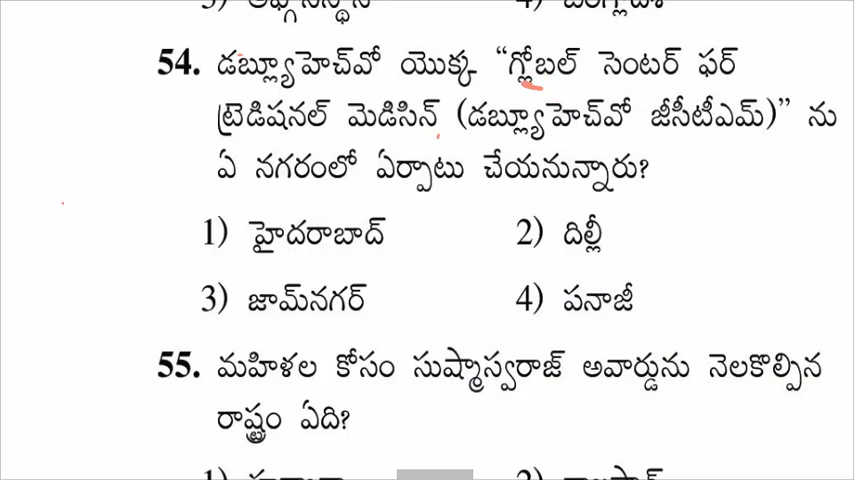 54. డబ్ల్యూహెచ్‌వో యొక్క “గ్లోబల్ సెంటర్ ఫర్
ట్రెడిషనల్ మెడిసిన్ (డబ్ల్యూహెచ్‌వో జీసీటీఎమ్)” ను
ఏ నగరంలో ఏర్పాటు చేయనున్నారు?
1) హైదరాబాద్ 2) దిల్లీ
3) జామ్‌నగర్ 4) పనాజీ
55. మహిళల కోసం సుష్మాస్వరాజ్ అవార్డును నెలకొల్పిన
రాష్ట్రం ఏది?